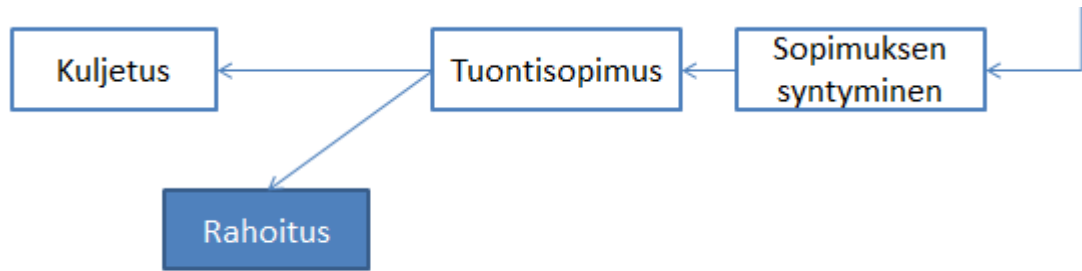 Kuljetus
Tuontisopimus
Sopimuksen
syntyminen
Rahoitus